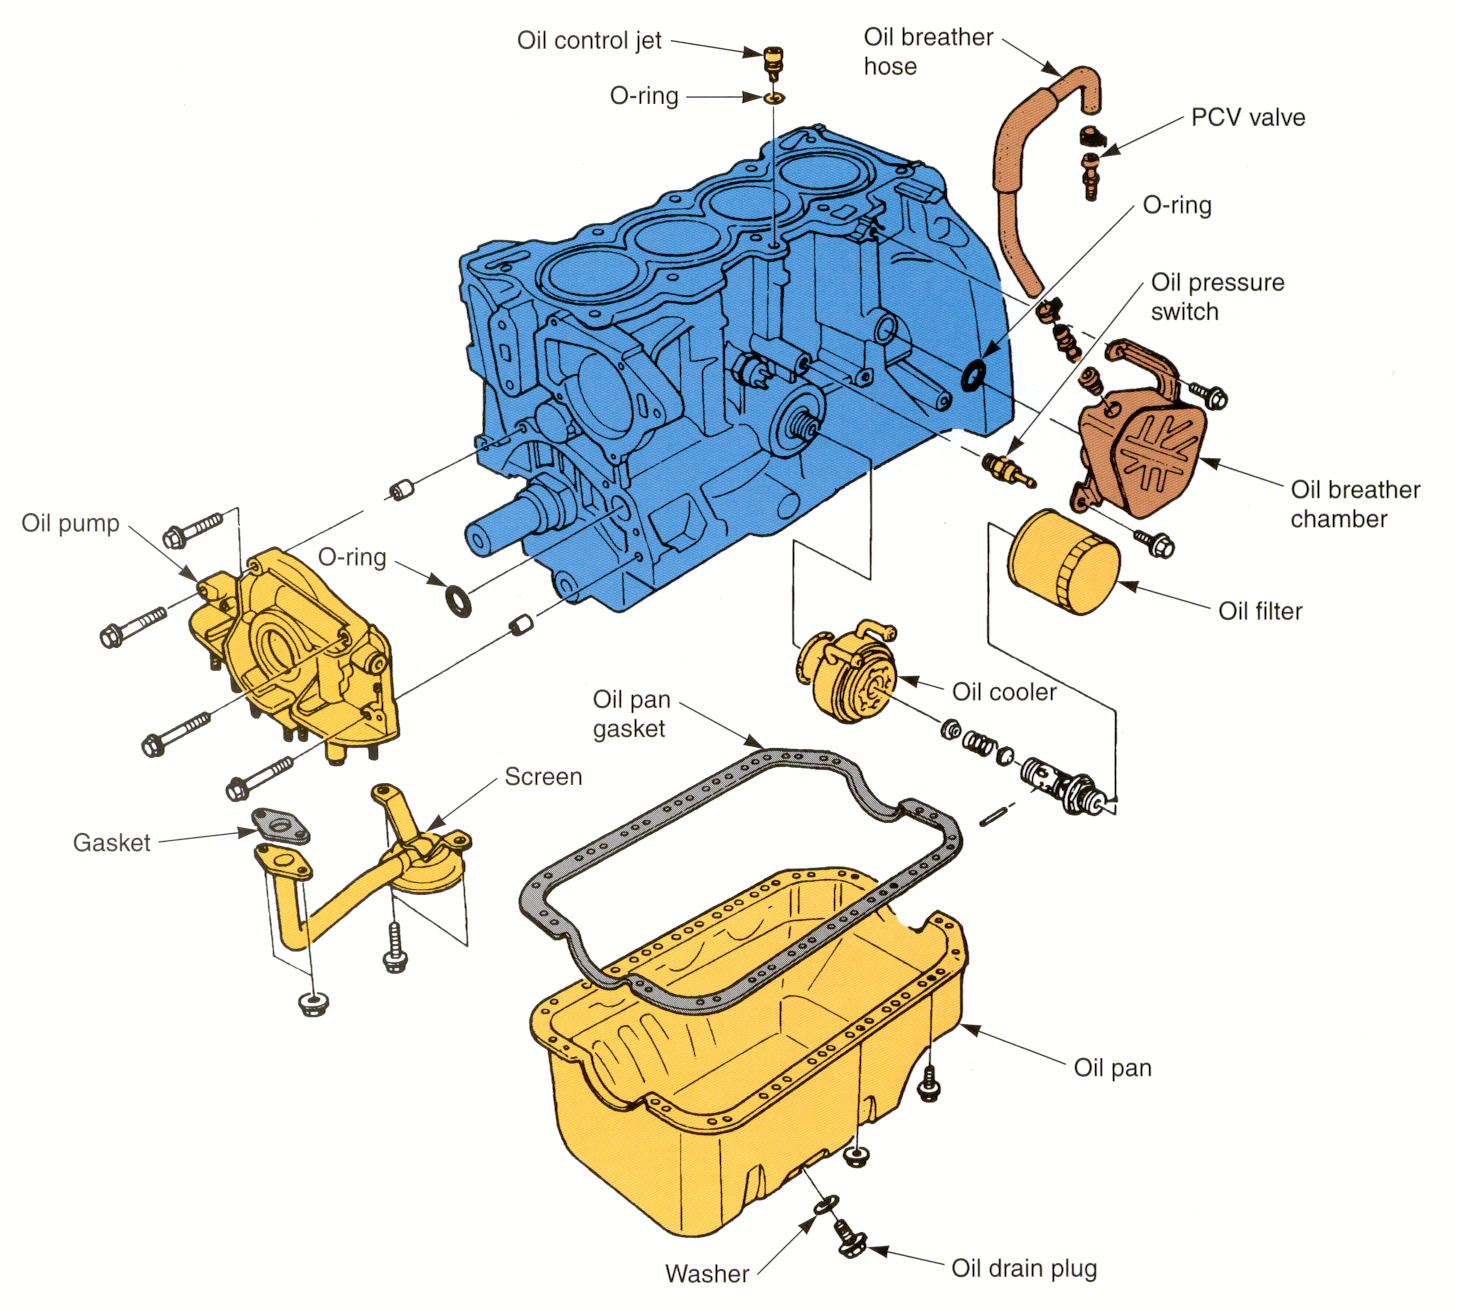 Oil control jet
Oil breather
hose
O-ring
PCV valve
O-ring
Oil pressure
switch
Oil breather
chamber
Oil pump
O-ring
Oil filter
Oil cooler
Oil pan
gasket
Screen
Gasket
Oil pan
Washer
Oil drain plug